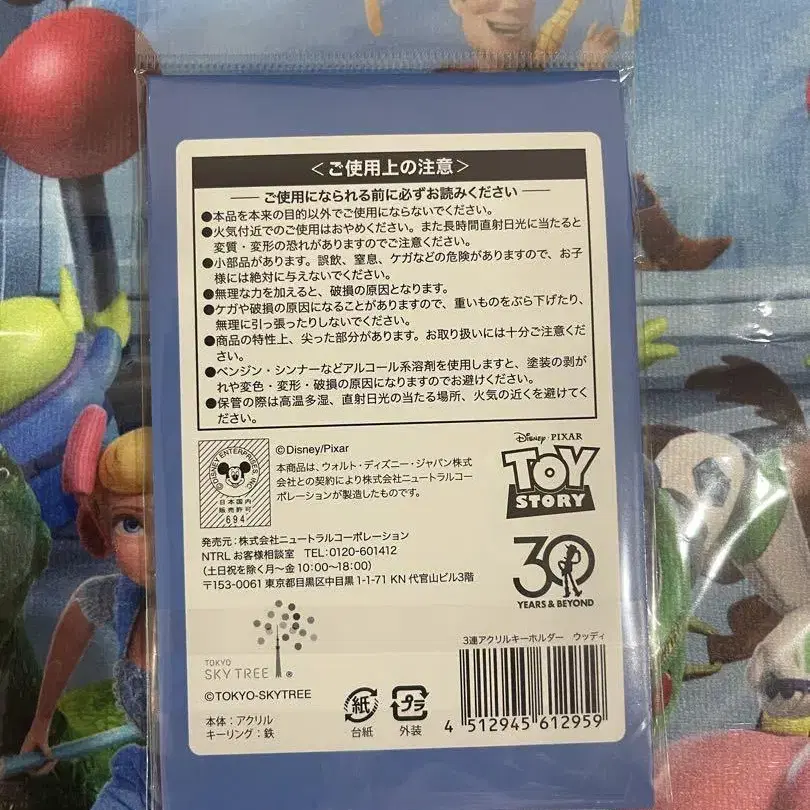 ＜ご使用上の注意＞
ご使用になられる前に必ずお読みください
●本品を本来の目的以外でご使用にならないでください。
●火気付近でのご使用はおやめください。また長時間直射日光に当たると
変質・変形の恐れがありますのでご注意ください。
●小部品があります。誤飲、窒息、ケガなどの危険がありますので、お子
様には絶対に与えないでください。
●無理な力を加えると、破損の原因となります。
●ケガや破損の原因になることがありますので、重いものをぶら下げたり、
無理に引っ張ったりしないでください。
●商品の特性上、尖った部分があります。お取り扱いには十分ご注意くだ
さい。
●ベンジン・シンナーなどアルコール系溶剤を使用しますと、塗装の剥が
れや変色・変形・破損の原因になりますのでお避けください。
●保管の際は高温多湿、直射日光の当たる場所、火気の近くを避けてく
ださい。
©DISNEY ENTERPRISES, INC.
日本国内
販売許可
694
©Disney/Pixar
本商品は、ウォルト・ディズニー・ジャパン株式
会社との契約により株式会社ニュートラルコー
ポレーションが製造したものです。
Disney・PIXAR
TOY
STORY
発売元：株式会社ニュートラルコーポレーション
NTRL お客様相談室 TEL:0120-601412
(土日祝を除く月～金 10:00～18:00)
〒153-0061 東京都目黒区中目黒 1-1-71 KN 代官山ビル3階
30
YEARS & BEYOND
3連アクリルキーホルダー ウッディ
TOKYO
SKYTREE®
©TOKYO-SKYTREE
本体：アクリル
キーリング：鉄
紙
台紙
プラ
外装
4 512945 612959